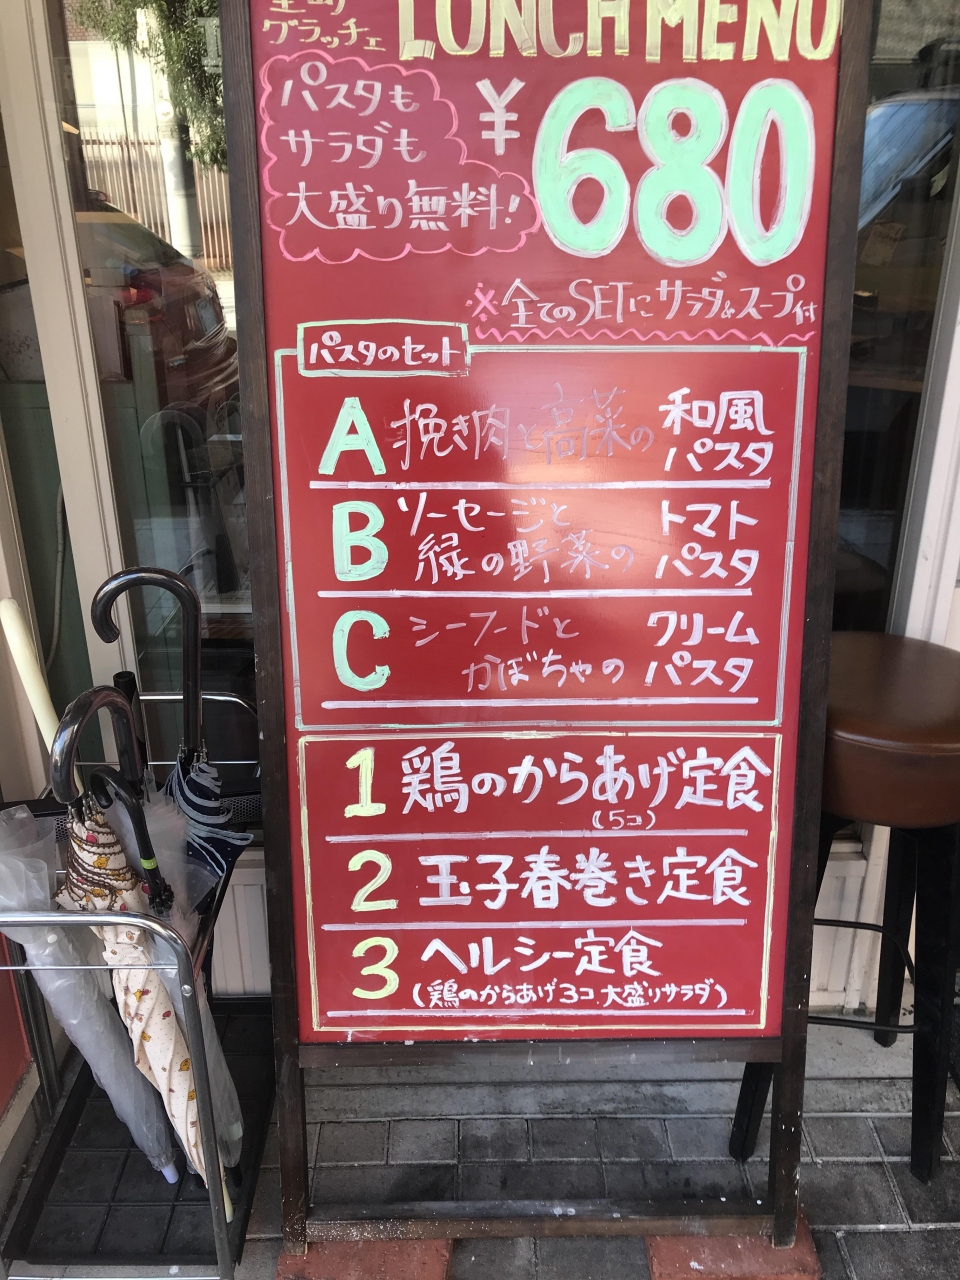 グラッチェ
LUNCH MENU
パスタも
サラダも
大盛り無料!
¥680
※全てのSETにサラダ&スープ付
パスタのセット
A 挽き肉と高菜の 和風パスタ
B ソーセージと緑の野菜の トマトパスタ
C シーフードとかぼちゃの クリームパスタ
1 鶏のからあげ定食
(5コ)
2 玉子春巻き定食
3 ヘルシー定食
(鶏のからあげ3コ.大盛りサラダ)